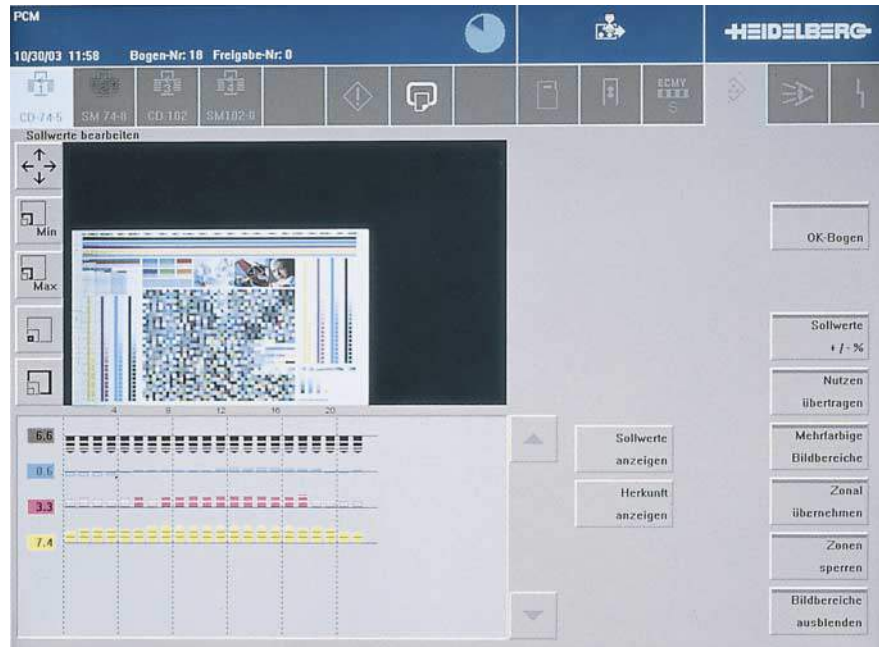 PCM
HEIDELBERG
10/30/03 11:58 Bogen-Nr: 18 Freigabe-Nr: 0
1
3
4
ECMY
S
CD-74-5
SM 74-8
CD-102
SM102-8
Sollwerte bearbeiten
Min
Max
OK-Bogen
Sollwerte
+/-%
Nutzen
übertragen
4 8 12 16 20
6.6
0.6
3.3
7.4
Sollwerte
anzeigen
Herkunft
anzeigen
Mehrfarbige
Bildbereiche
Zonal
übernehmen
Zonen
sperren
Bildbereiche
ausblenden